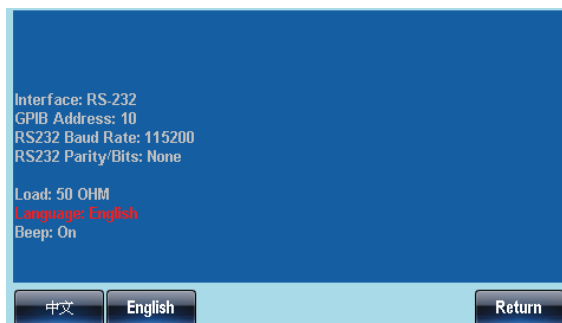 Interface: RS-232
GPIB Address: 10
RS232 Baud Rate: 115200
RS232 Parity/Bits: None
Load: 50 OHM
Language: English
Beep: On
中文 English Return